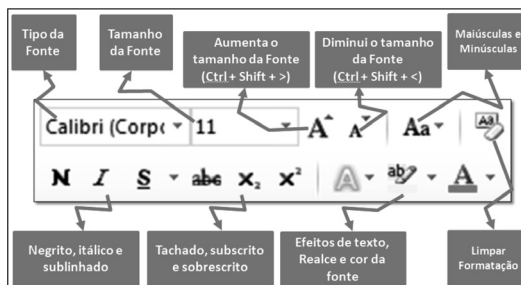 Tipo da
Fonte
Tamanho
da Fonte
Aumenta o
tamanho da Fonte
(Ctrl + Shift + >)
Diminui o tamanho
da Fonte
(Ctrl + Shift + <)
Maiúsculas e
Minúsculas
Calibri (Corpo
11
A A Aa Aa
N I S abc x₂ x² A ab A
Negrito, itálico e
sublinhado
Tachado, subscrito
e sobrescrito
Efeitos de texto,
Realce e cor da
fonte
Limpar
Formatação